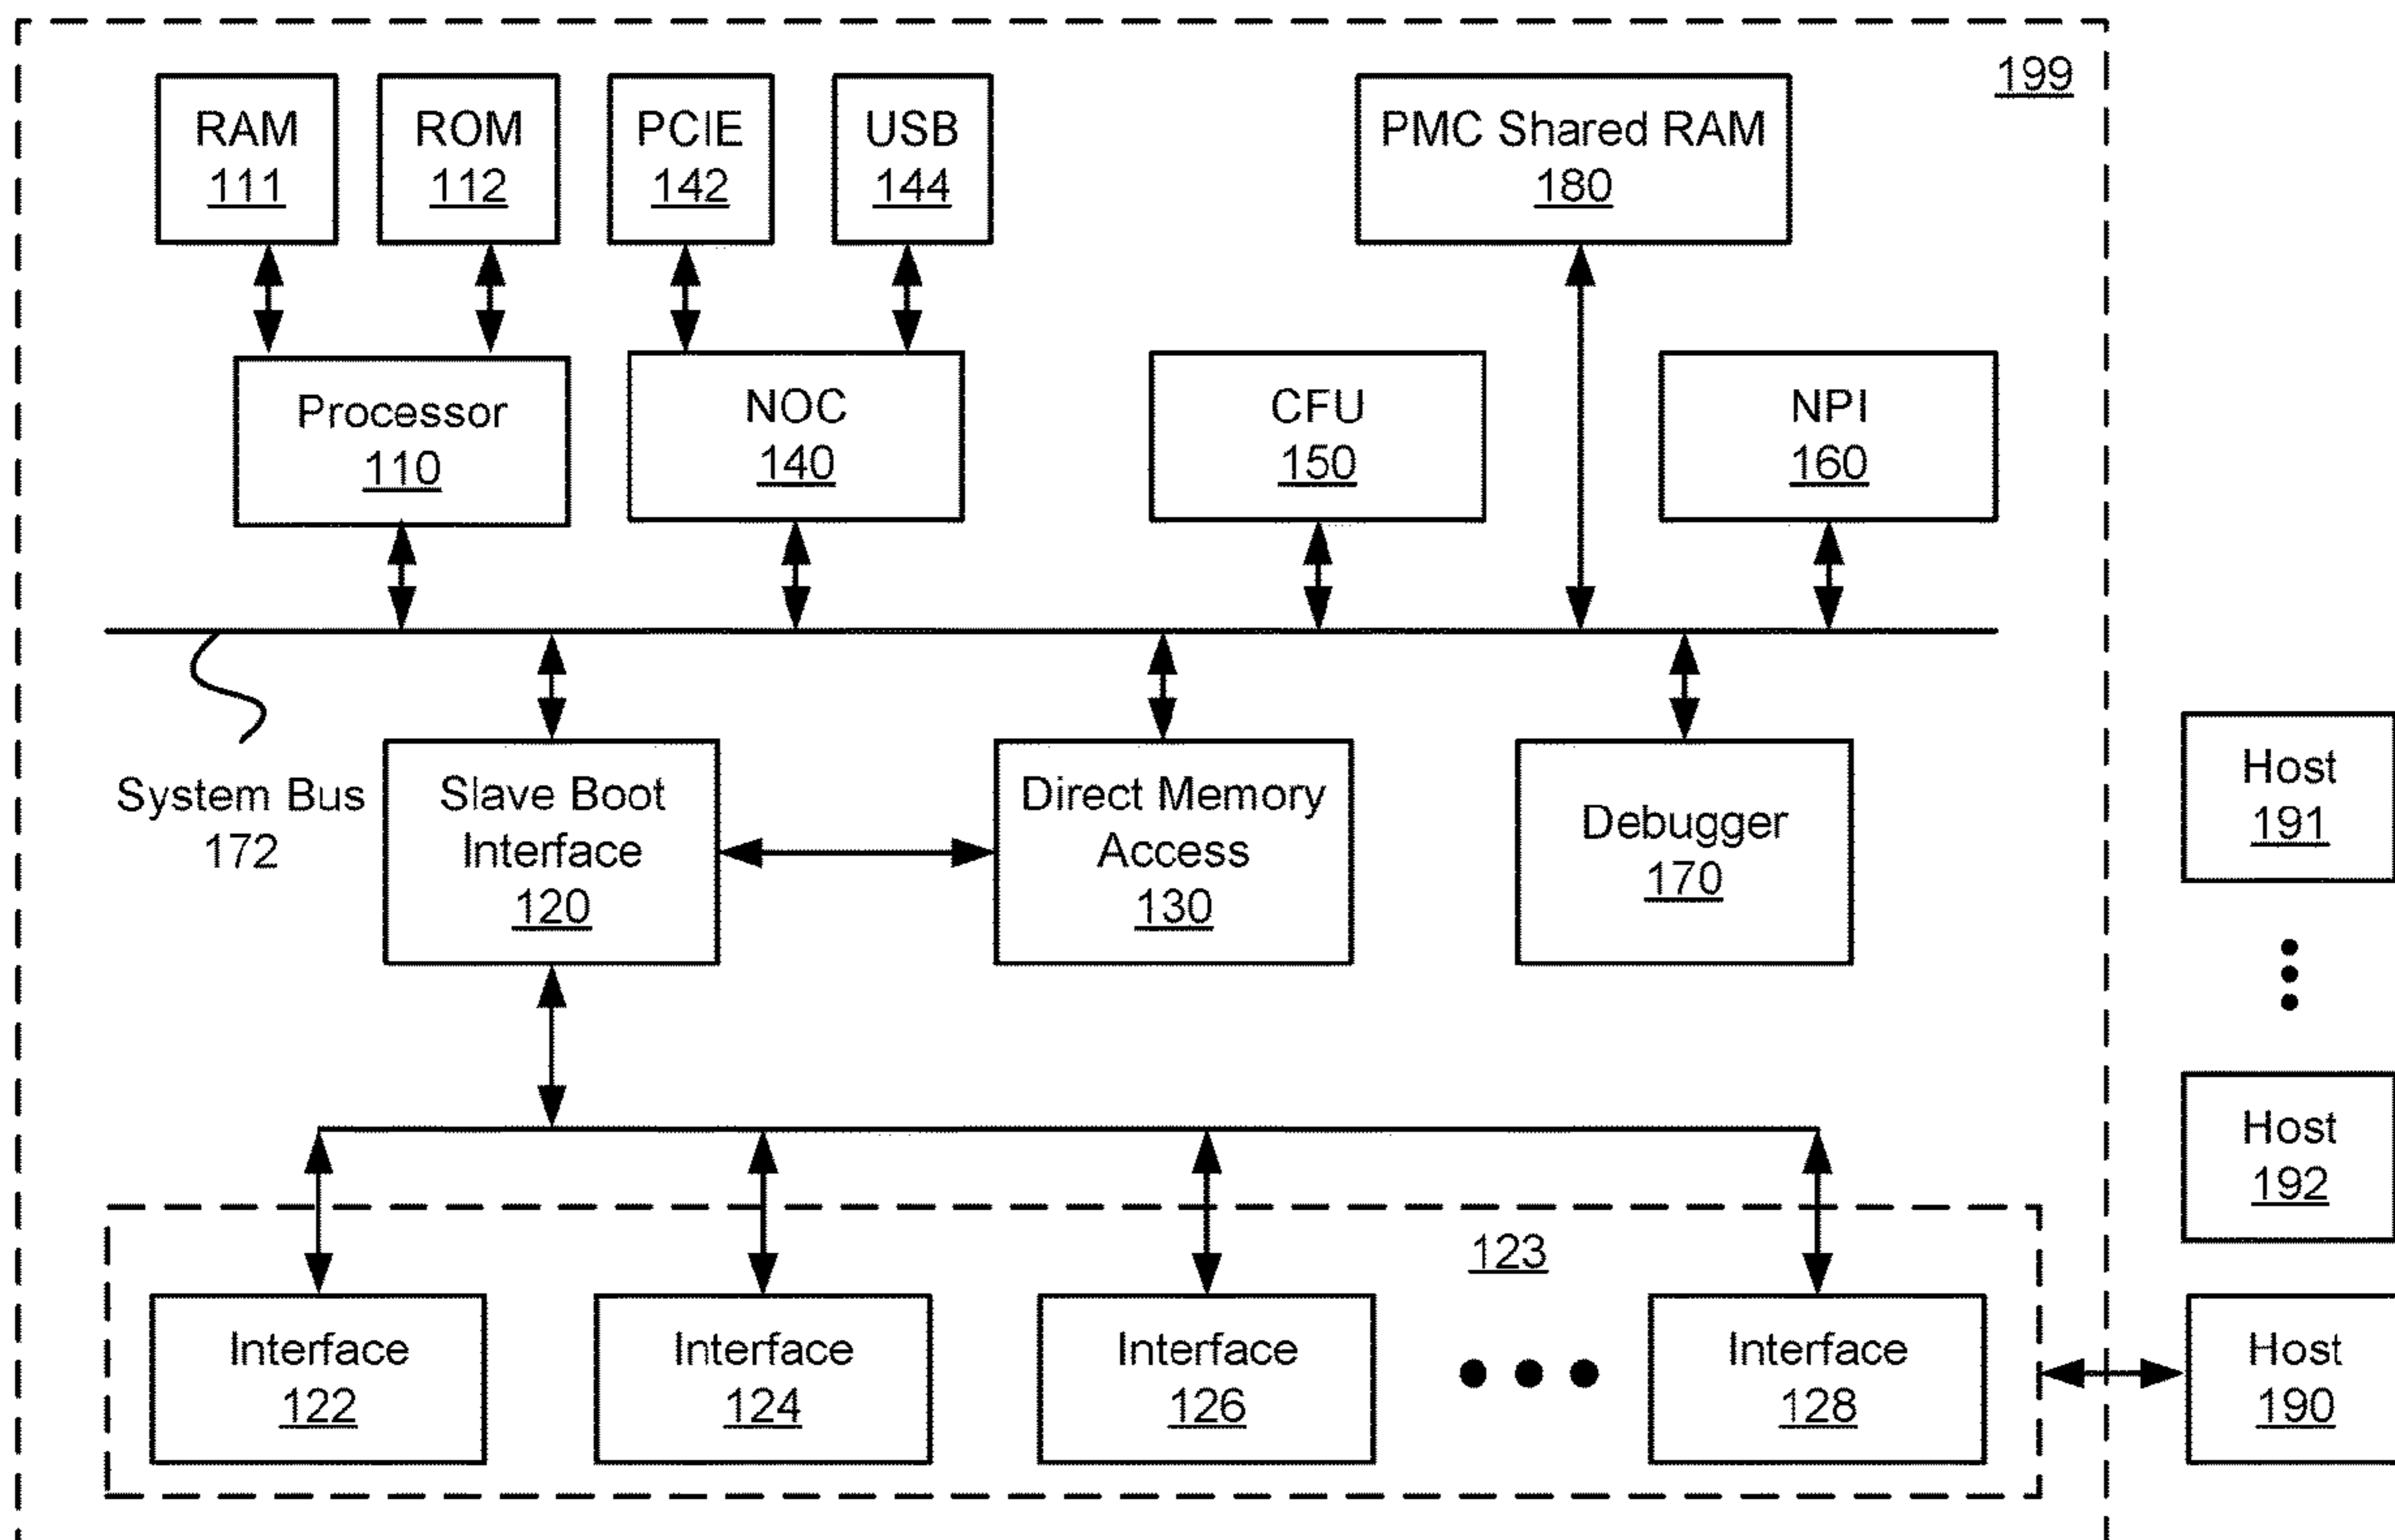 199
RAM
111
ROM
112
PCIE
142
USB
144
PMC Shared RAM
180
Processor
110
NOC
140
CFU
150
NPI
160
System Bus
172
Slave Boot
Interface
120
Direct Memory
Access
130
Debugger
170
Host
191
Host
192
123
Interface
122
Interface
124
Interface
126
Interface
128
Host
190